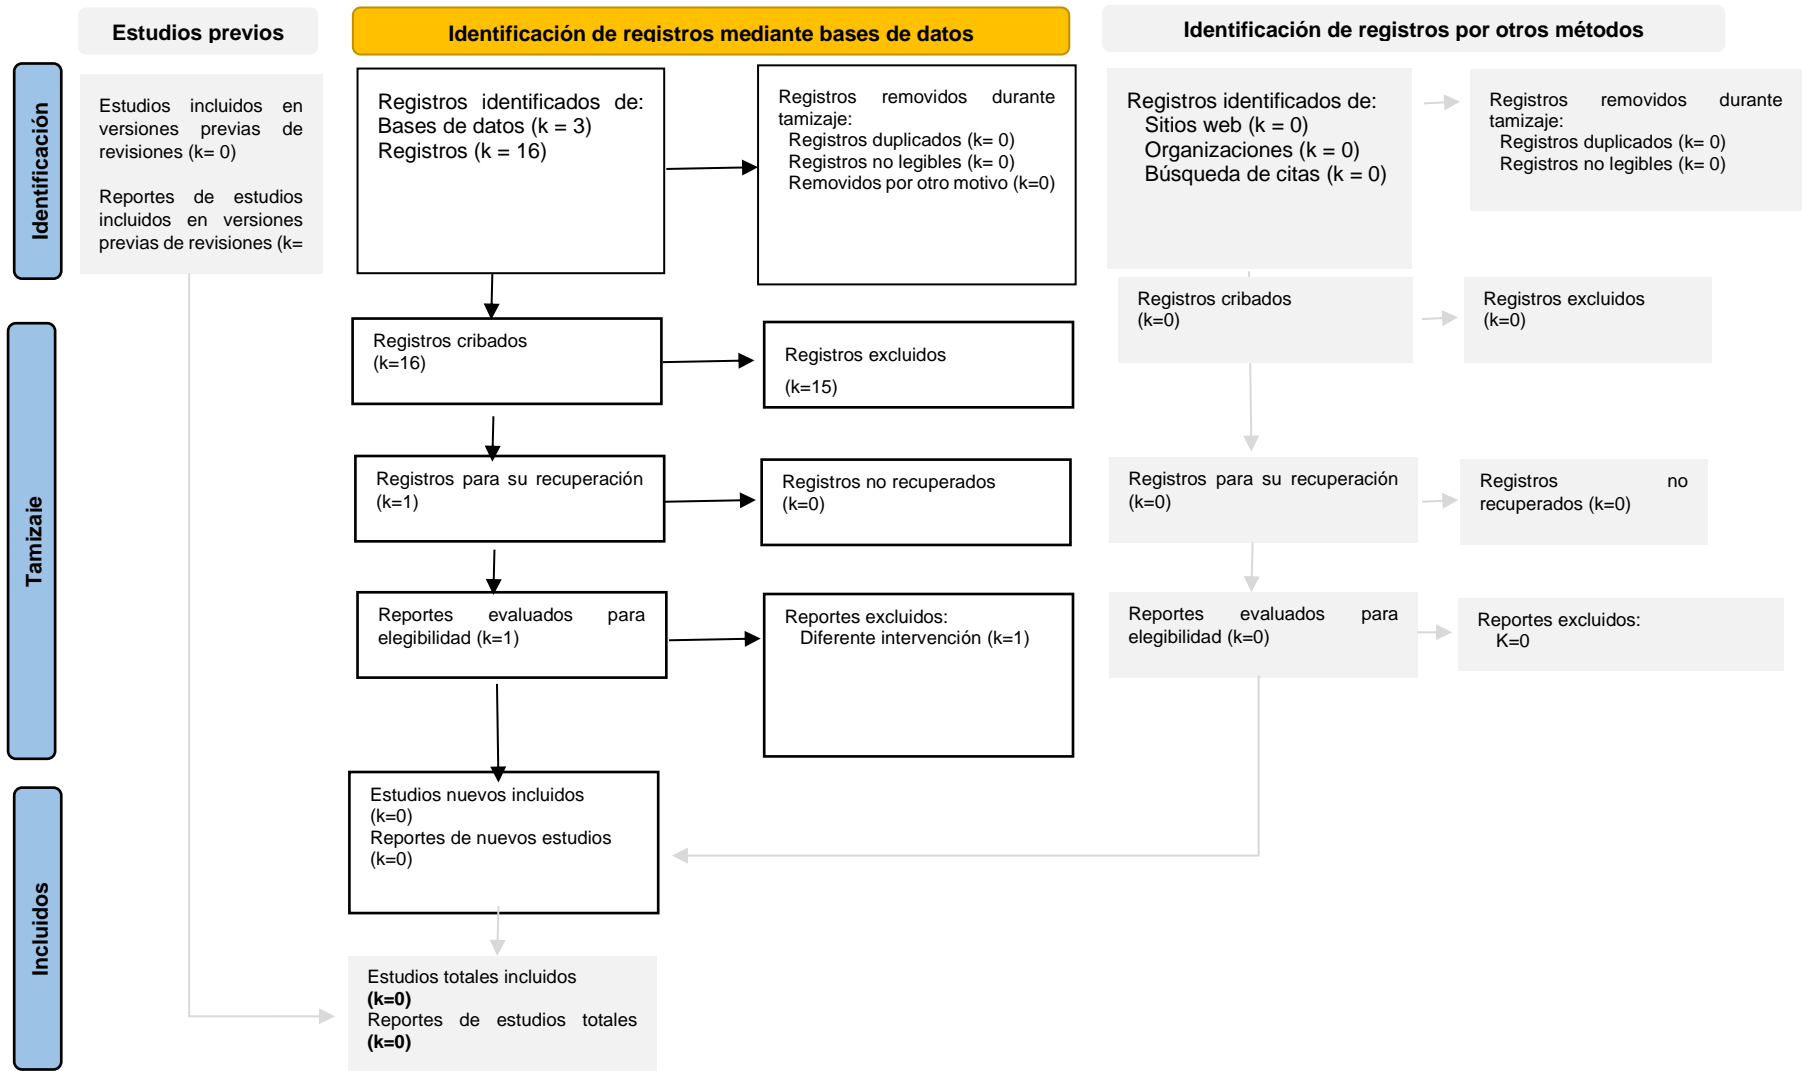 Estudios previos
Identificación de registros mediante bases de datos
Identificación de registros por otros métodos
Identificación
Estudios incluidos en
versiones previas de
revisiones (k= 0)
Reportes de estudios
incluidos en versiones
previas de revisiones (k=
Registros identificados de:
Bases de datos (k = 3)
Registros (k = 16)
Registros removidos durante
tamizaje:
Registros duplicados (k= 0)
Registros no legibles (k= 0)
Removidos por otro motivo (k=0)
Registros identificados de:
Sitios web (k = 0)
Organizaciones (k = 0)
Búsqueda de citas (k = 0)
Registros removidos durante
tamizaje:
Registros duplicados (k= 0)
Registros no legibles (k= 0)
Tamizaje
Registros cribados
(k=16)
Registros excluidos
(k=15)
Registros cribados
(k=0)
Registros excluidos
(k=0)
Registros para su recuperación
(k=1)
Registros no recuperados
(k=0)
Registros para su recuperación
(k=0)
Registros no
recuperados (k=0)
Reportes evaluados para
elegibilidad (k=1)
Reportes excluidos:
Diferente intervención (k=1)
Reportes evaluados para
elegibilidad (k=0)
Reportes excluidos:
K=0
Incluidos
Estudios nuevos incluidos
(k=0)
Reportes de nuevos estudios
(k=0)
Estudios totales incluidos
(k=0)
Reportes de estudios totales
(k=0)